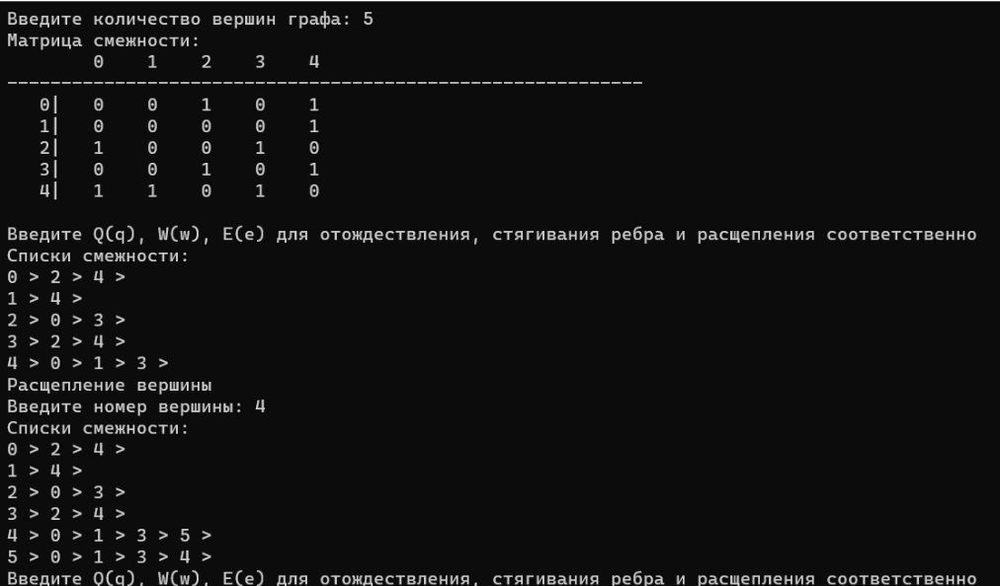 Введите количество вершин графа: 5
Матрица смежности:
0 1 2 3 4
-----------------------------------------------------------
0| 0 0 1 0 1
1| 0 0 0 0 1
2| 1 0 0 1 0
3| 0 0 1 0 1
4| 1 1 0 1 0
Введите Q(q), W(w), E(e) для отождествления, стягивания ребра и расщепления соответственно
Списки смежности:
0 > 2 > 4 >
1 > 4 >
2 > 0 > 3 >
3 > 2 > 4 >
4 > 0 > 1 > 3 >
Расщепление вершины
Введите номер вершины: 4
Списки смежности:
0 > 2 > 4 >
1 > 4 >
2 > 0 > 3 >
3 > 2 > 4 >
4 > 0 > 1 > 3 > 5 >
5 > 0 > 1 > 3 > 4 >
Введите Q(q), W(w), E(e) для отождествления, стягивания ребра и расщепления соответственно